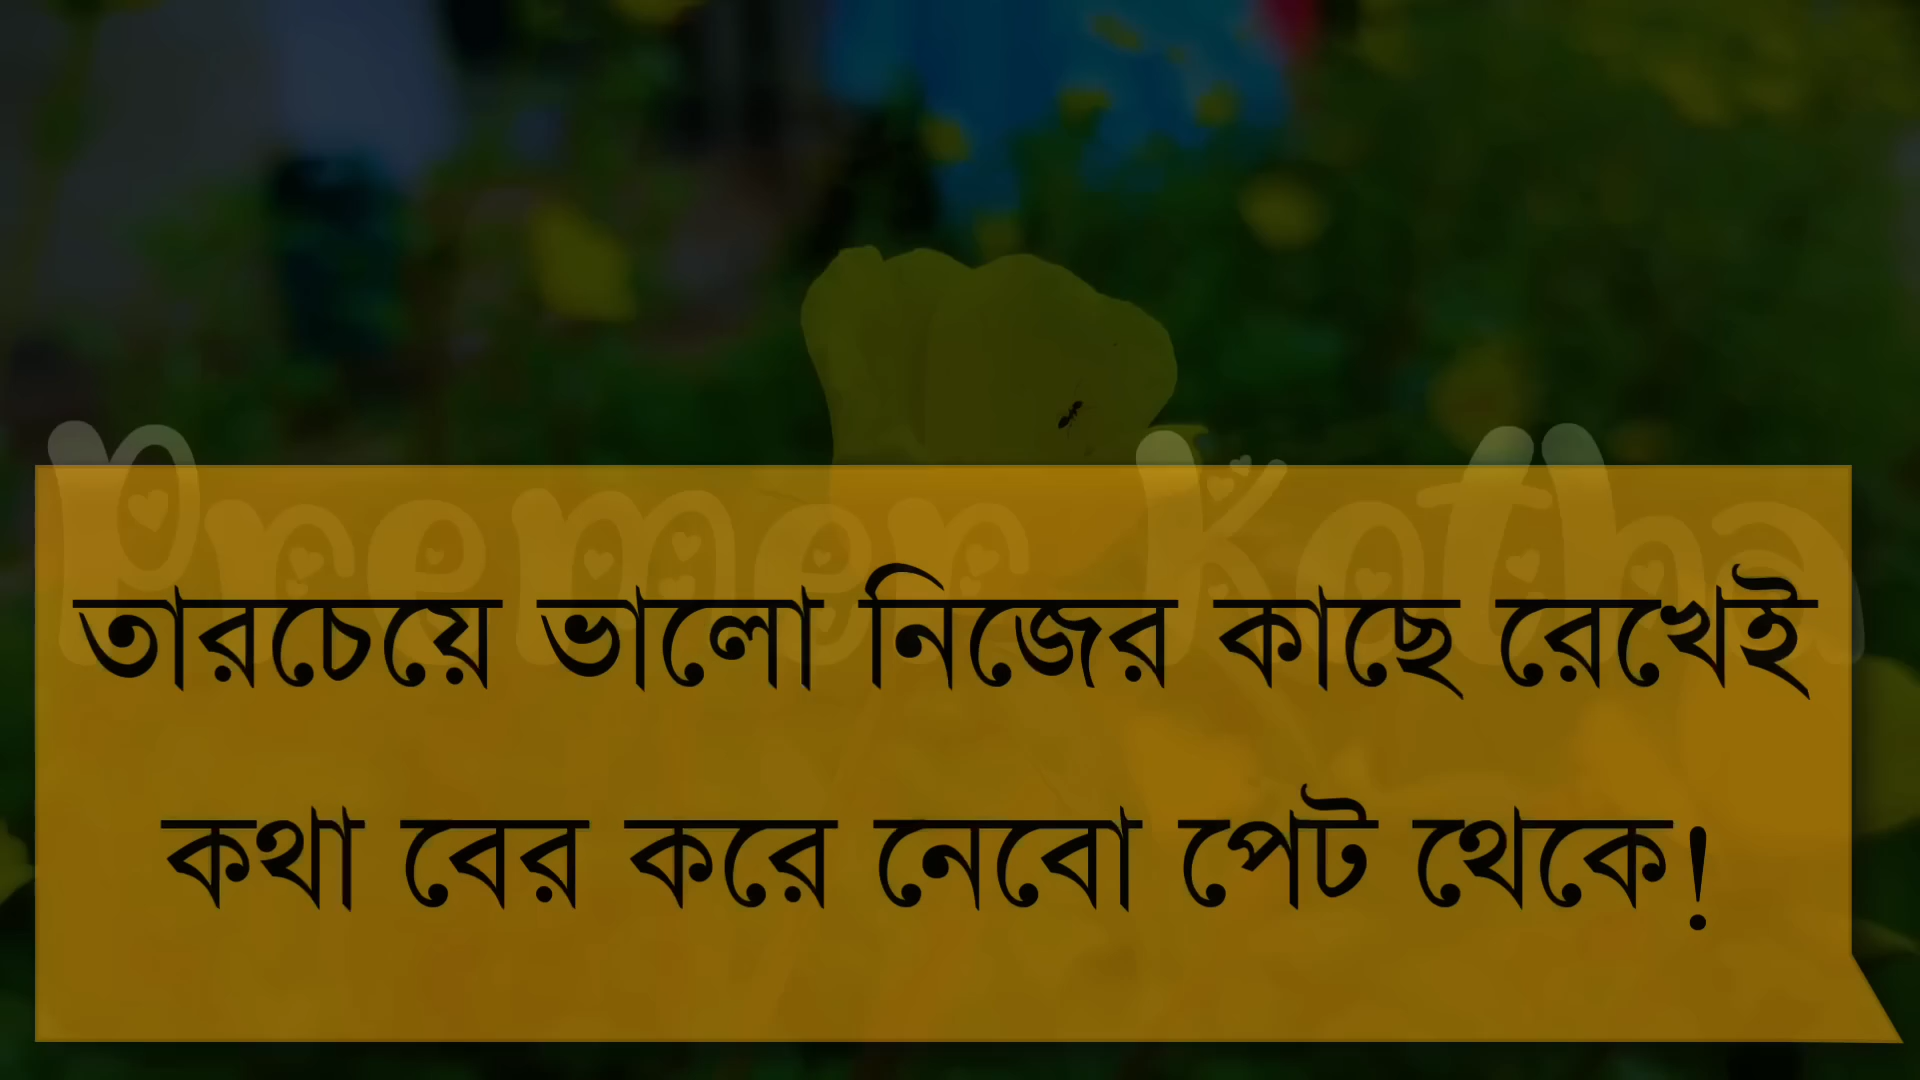 Premer Kotha
তারচেয়ে ভালো নিজের কাছে রেখেই
কথা বের করে নেবো পেট থেকে!